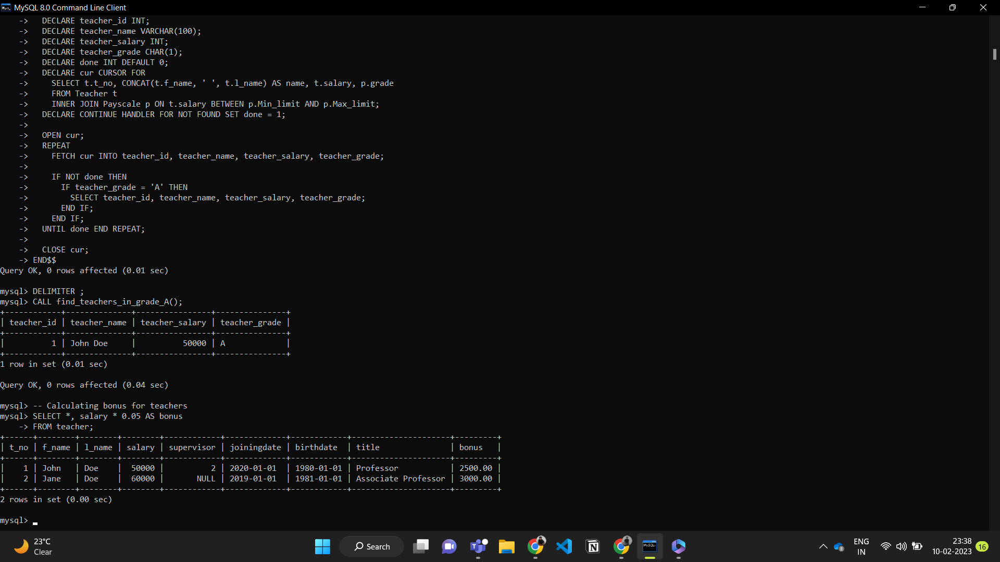 MySQL 8.0 Command Line Client
    ->   DECLARE teacher_id INT;
    ->   DECLARE teacher_name VARCHAR(100);
    ->   DECLARE teacher_salary INT;
    ->   DECLARE teacher_grade CHAR(1);
    ->   DECLARE done INT DEFAULT 0;
    ->   DECLARE cur CURSOR FOR
    ->     SELECT t.t_no, CONCAT(t.f_name, ' ', t.l_name) AS name, t.salary, p.grade
    ->     FROM Teacher t
    ->     INNER JOIN Payscale p ON t.salary BETWEEN p.Min_limit AND p.Max_limit;
    ->   DECLARE CONTINUE HANDLER FOR NOT FOUND SET done = 1;
    ->
    ->   OPEN cur;
    ->   REPEAT
    ->     FETCH cur INTO teacher_id, teacher_name, teacher_salary, teacher_grade;
    ->
    ->     IF NOT done THEN
    ->       IF teacher_grade = 'A' THEN
    ->         SELECT teacher_id, teacher_name, teacher_salary, teacher_grade;
    ->       END IF;
    ->     END IF;
    ->   UNTIL done END REPEAT;
    ->
    ->   CLOSE cur;
    -> END$$
Query OK, 0 rows affected (0.01 sec)

mysql> DELIMITER ;
mysql> CALL find_teachers_in_grade_A();
+------------+--------------+----------------+---------------+
| teacher_id | teacher_name | teacher_salary | teacher_grade |
+------------+--------------+----------------+---------------+
|          1 | John Doe     |          50000 | A             |
+------------+--------------+----------------+---------------+
1 row in set (0.01 sec)

Query OK, 0 rows affected (0.04 sec)

mysql> -- Calculating bonus for teachers
mysql> SELECT *, salary * 0.05 AS bonus
    -> FROM teacher;
+------+--------+--------+--------+------------+-------------+------------+---------------------+---------+
| t_no | f_name | l_name | salary | supervisor | joiningdate | birthdate  | title               | bonus   |
+------+--------+--------+--------+------------+-------------+------------+---------------------+---------+
|    1 | John   | Doe    |  50000 |          2 | 2020-01-01  | 1980-01-01 | Professor           | 2500.00 |
|    2 | Jane   | Doe    |  60000 |       NULL | 2019-01-01  | 1981-01-01 | Associate Professor | 3000.00 |
+------+--------+--------+--------+------------+-------------+------------+---------------------+---------+
2 rows in set (0.00 sec)

mysql>
23°C
Clear
Search
ENG
IN
23:38
10-02-2023
16